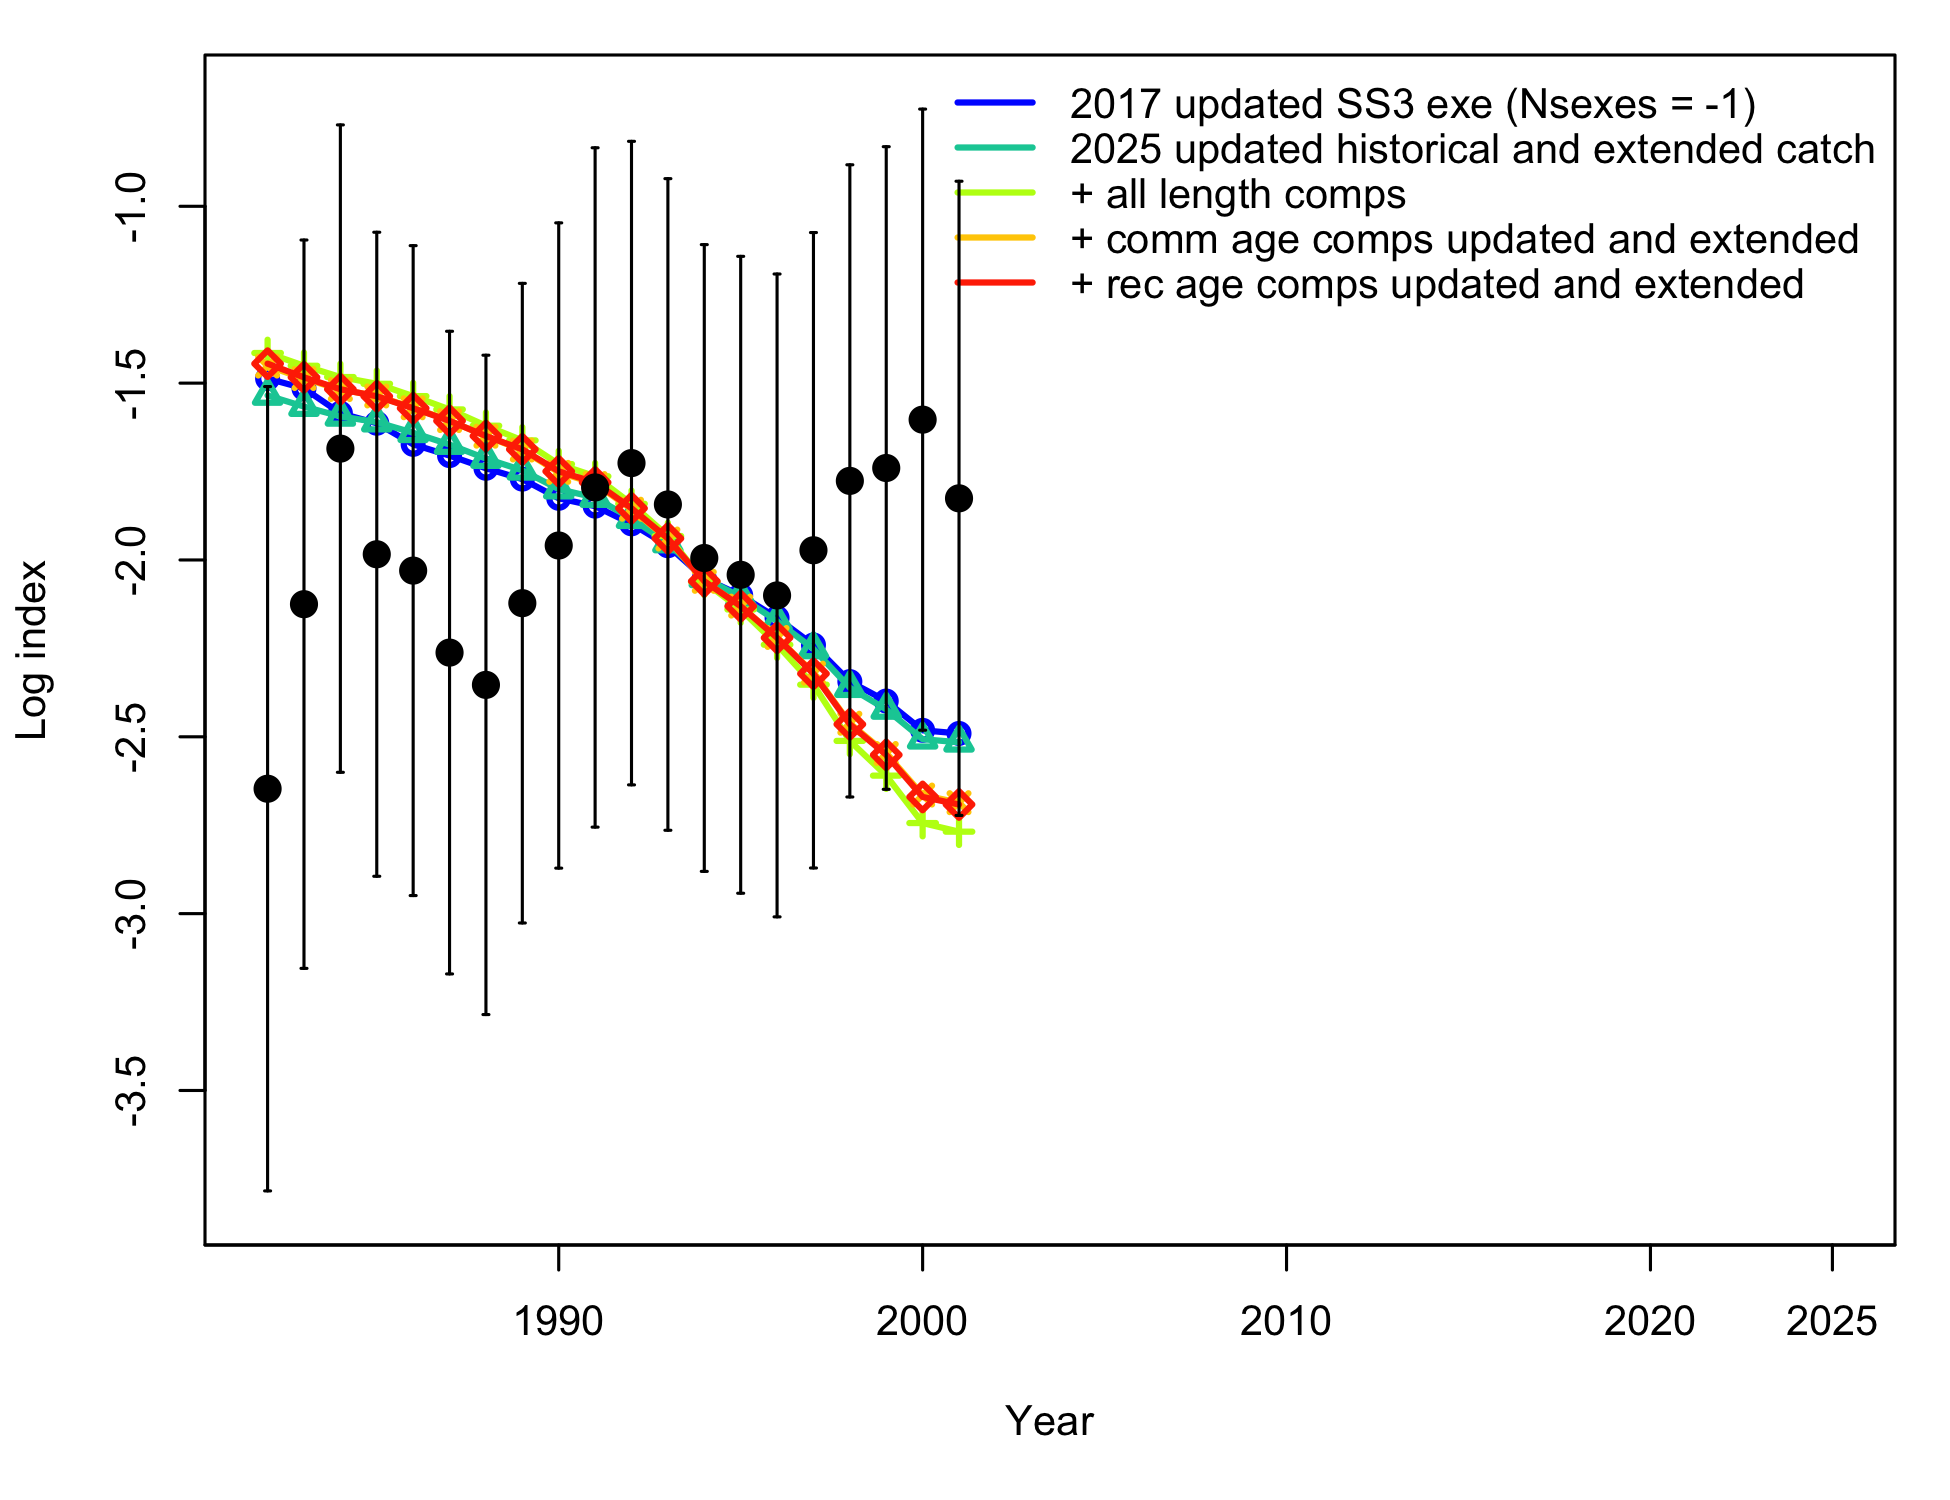 2017 updated SS3 exe (Nsexes = -1)
2025 updated historical and extended catch
+ all length comps
+ comm age comps updated and extended
+ rec age comps updated and extended
Log index
-1.0
-1.5
-2.0
-2.5
-3.0
-3.5
1990 2000 2010 2020 2025
Year